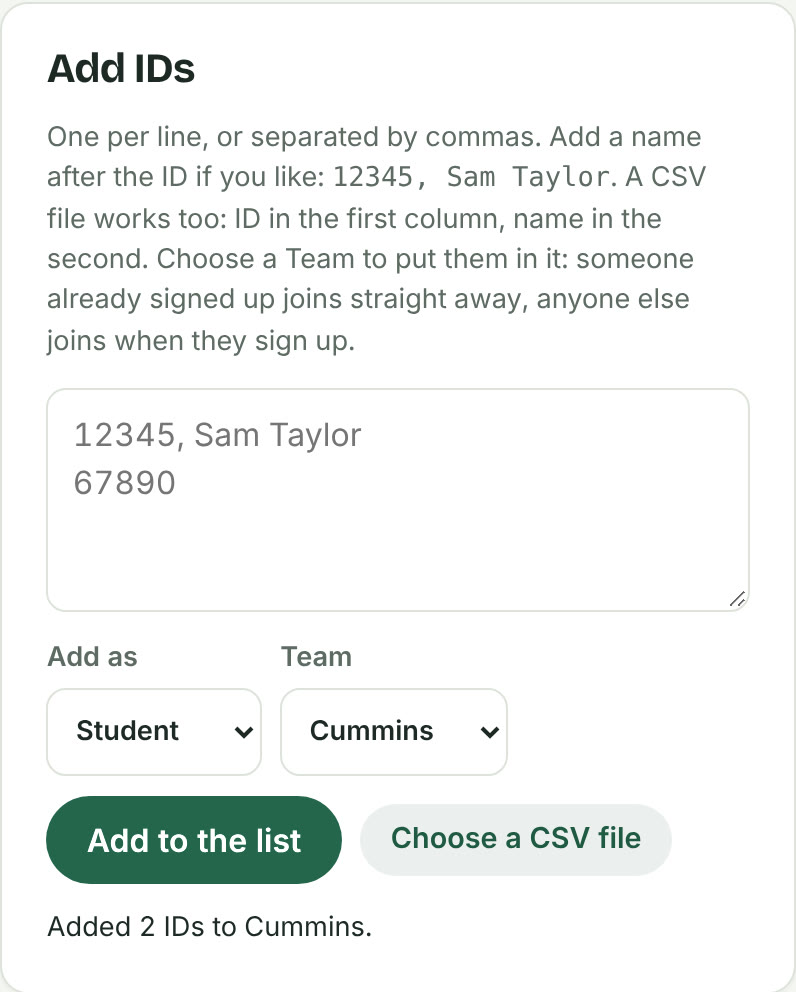 Add IDs
One per line, or separated by commas. Add a name
after the ID if you like: 12345, Sam Taylor. A CSV
file works too: ID in the first column, name in the
second. Choose a Team to put them in it: someone
already signed up joins straight away, anyone else
joins when they sign up.
12345, Sam Taylor
67890
Add as Team
Student Cummins
Add to the list Choose a CSV file
Added 2 IDs to Cummins.